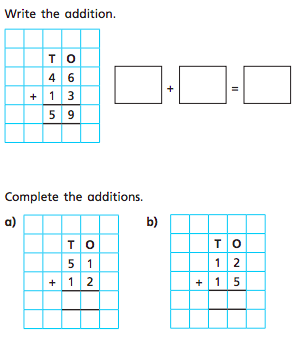 Write the addition.
T O
4 6
+ 1 3
5 9
+ =
Complete the additions.
a)
T O
5 1
+ 1 2
b)
T O
1 2
+ 1 5